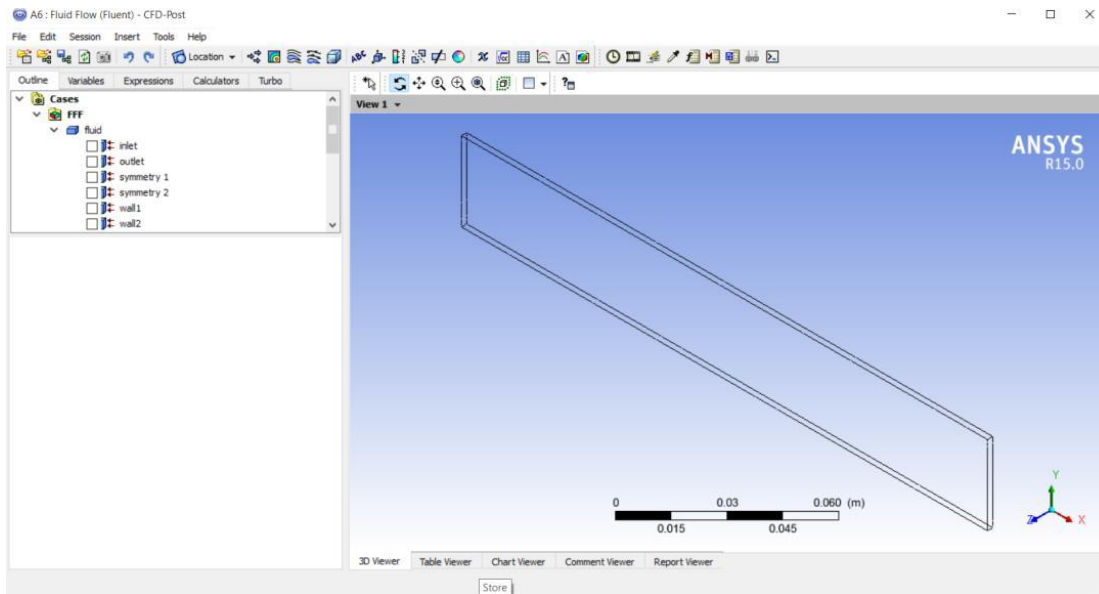 A6 : Fluid Flow (Fluent) - CFD-Post
File Edit Session Insert Tools Help
Location
Outline Variables Expressions Calculators Turbo
Cases
FFF
fluid
inlet
outlet
symmetry 1
symmetry 2
wall1
wall2
View 1
ANSYS
R15.0
0 0.03 0.060 (m)
0.015 0.045
Y
Z X
3D Viewer Table Viewer Chart Viewer Comment Viewer Report Viewer
Store